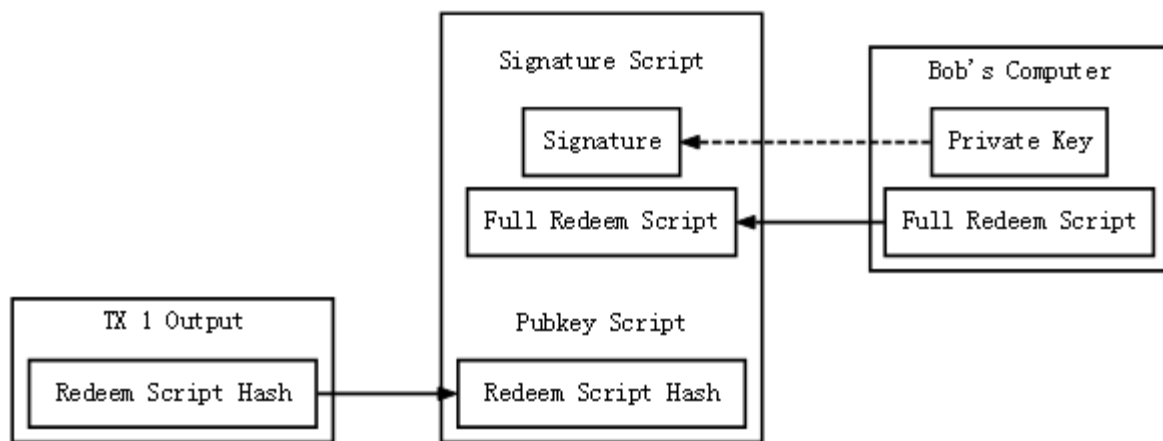 Signature Script
Signature
Full Redeem Script
Pubkey Script
Redeem Script Hash
Bob's Computer
Private Key
Full Redeem Script
TX 1 Output
Redeem Script Hash